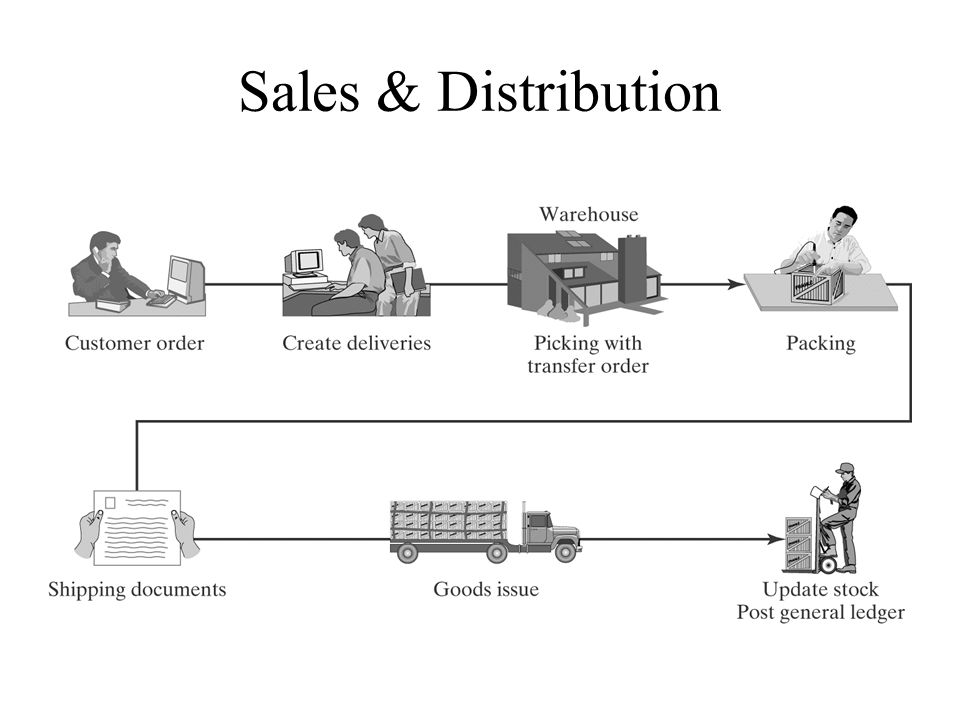 Sales & Distribution
Warehouse
Customer order
Create deliveries
Picking with
transfer order
Packing
Shipping documents
Goods issue
Update stock
Post general ledger